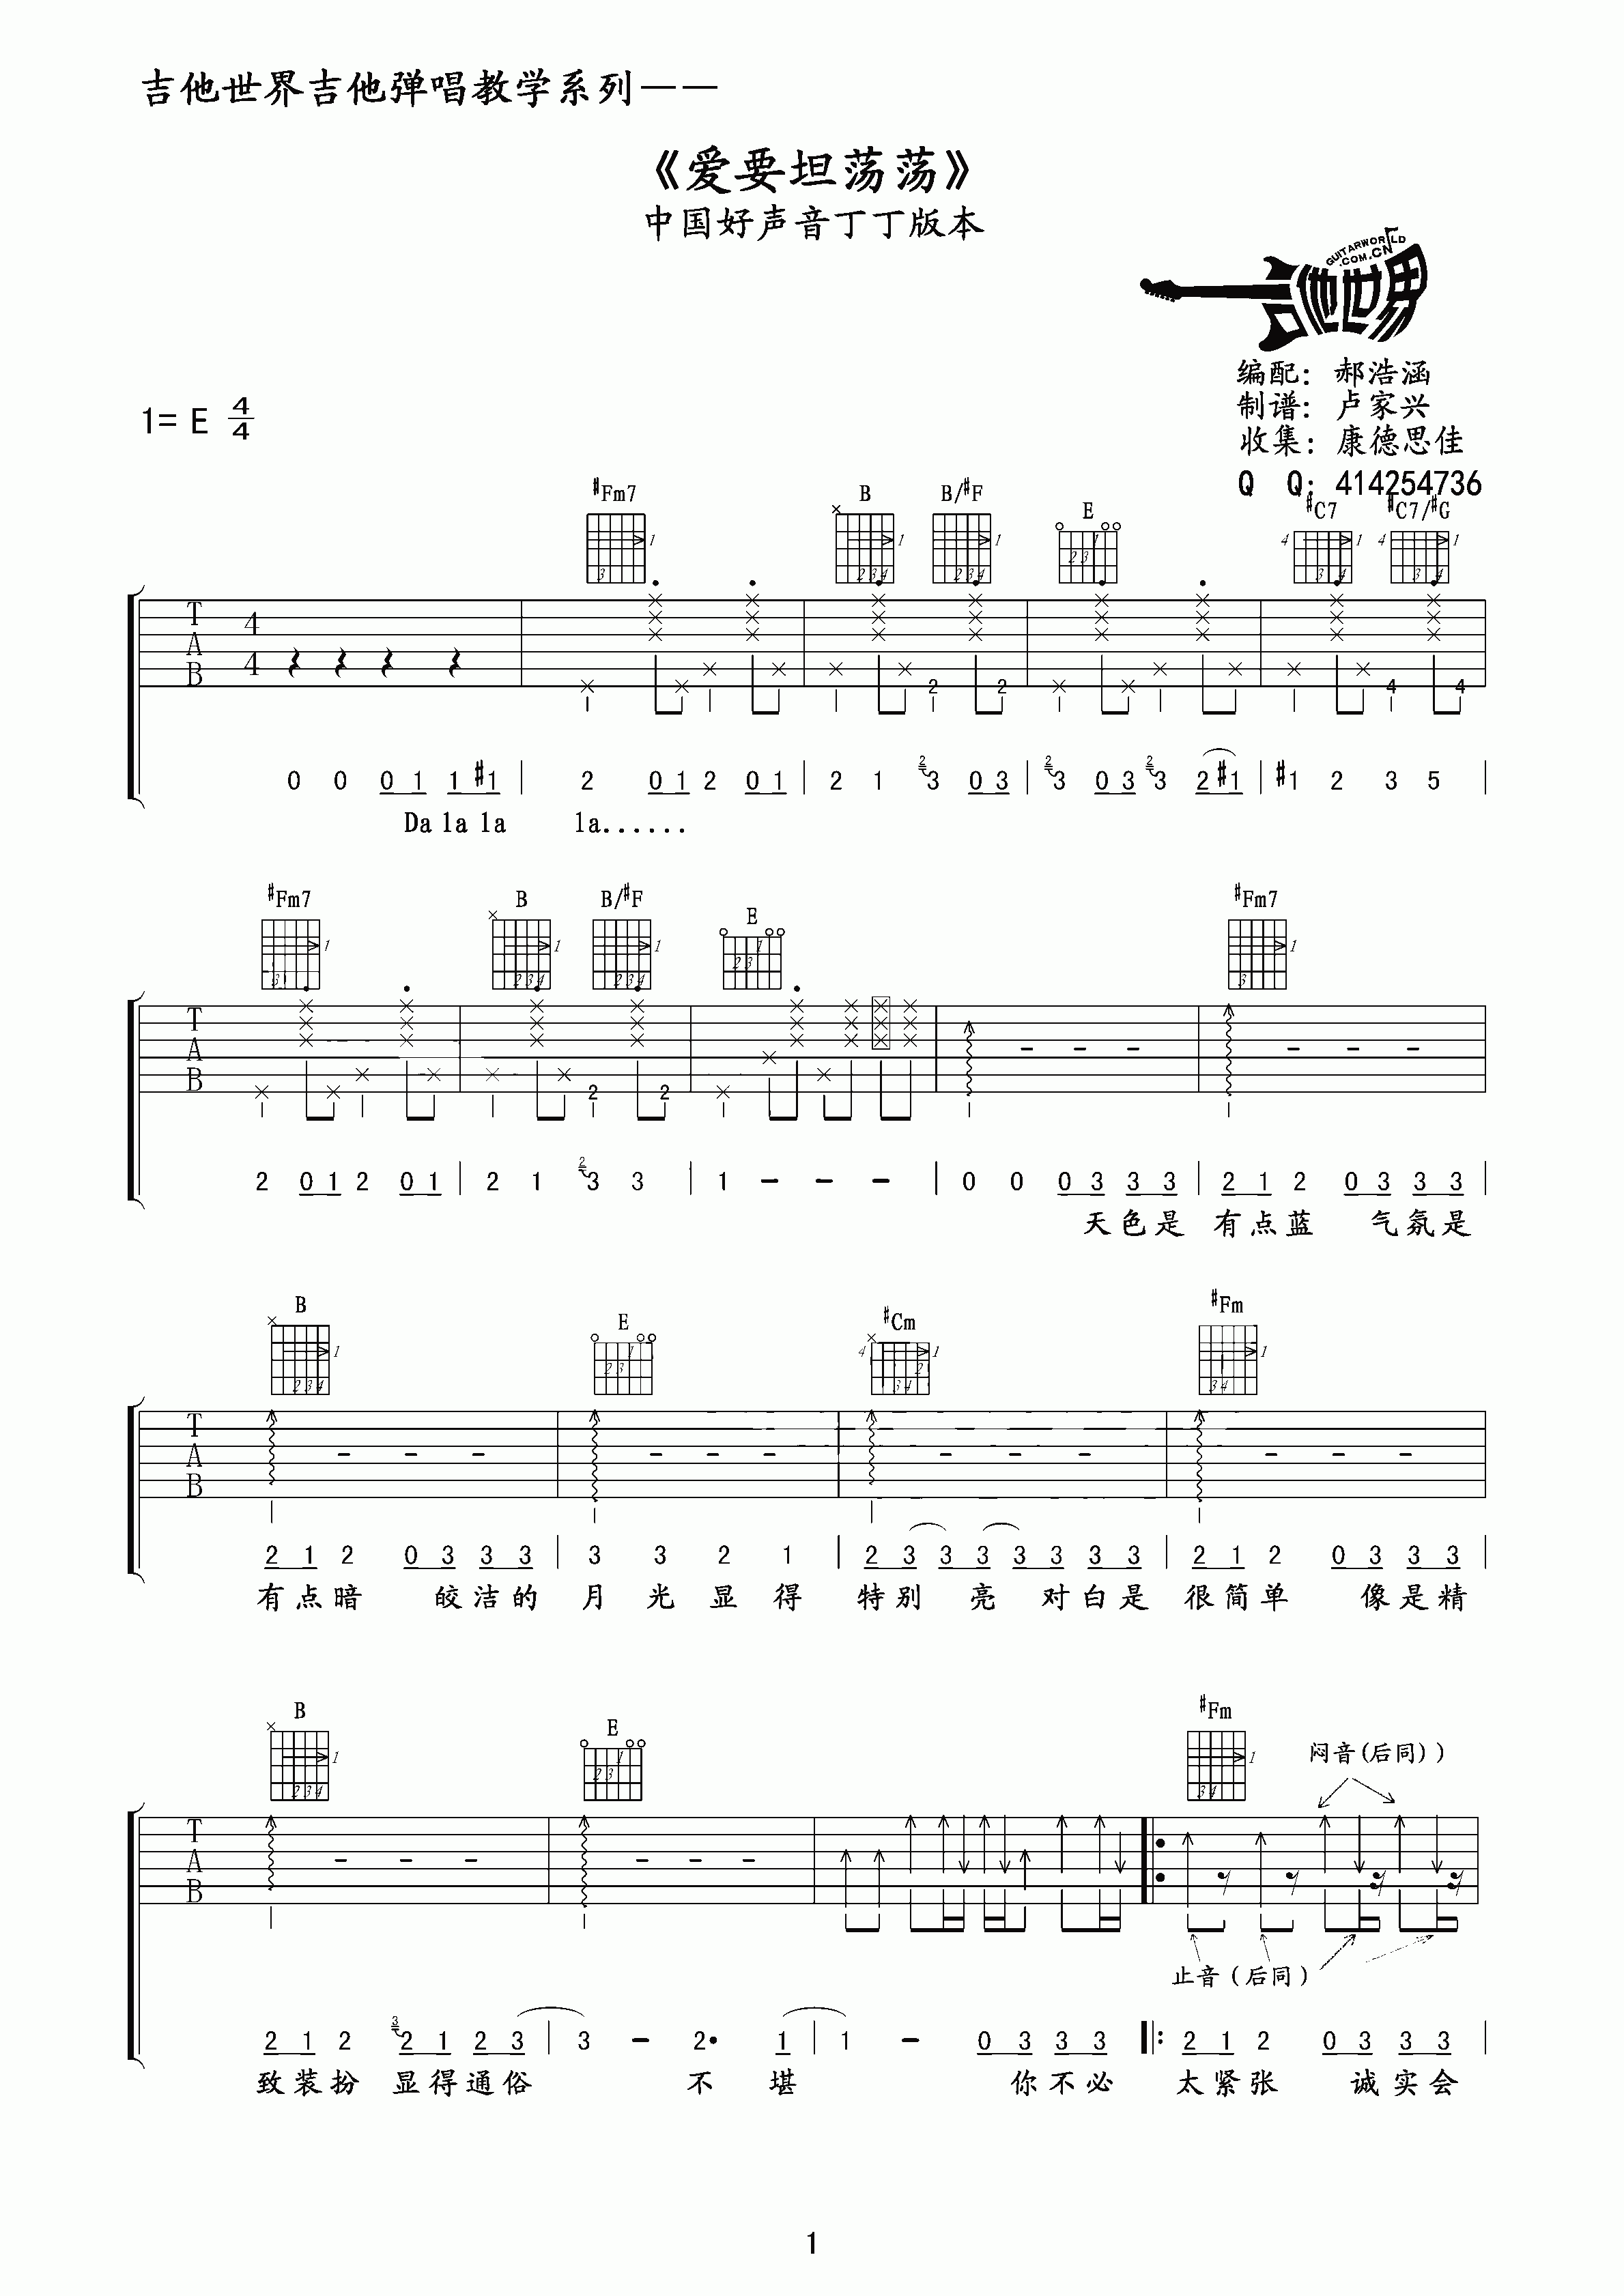 吉他世界吉他弹唱教学系列——
《爱要坦荡荡》
中国好声音丁丁版本
GUITARWORLD
.COM.CN
吉他世界
编配：郝浩涵
制谱：卢家兴
收集：康德思佳
Q Q：414254736
1= E 4/4
#Fm7 B B/#F E #C7 #C7/#G
T A B 4/4
0 0 0 1 1 #1 | 2 0 1 2 0 1 | 2 1 2 3 0 3 | 2 3 0 3 2 3 2 #1 | #1 2 3 5 |
Da la la la......
#Fm7 B B/#F E #Fm7
T A B
2 0 1 2 0 1 | 2 1 2 3 3 | 1 - - - | 0 0 0 3 3 3 | 2 1 2 0 3 3 3 |
天色是 有点蓝 气氛是
B E #Cm #Fm
T A B
2 1 2 0 3 3 3 | 3 3 2 1 | 2 3 3 3 3 3 3 3 | 2 1 2 0 3 3 3 |
有点暗 皎洁的 月光显得 特别亮 对白是 很简单 像是精
B E #Fm
闷音(后同))
T A B
止音(后同)
2 1 2 3 2 1 2 3 | 3 - 2· 1 | 1 - 0 3 3 3 |: 2 1 2 0 3 3 3 |
致装扮 显得通俗 不堪 你不必 太紧张 诚实会
1